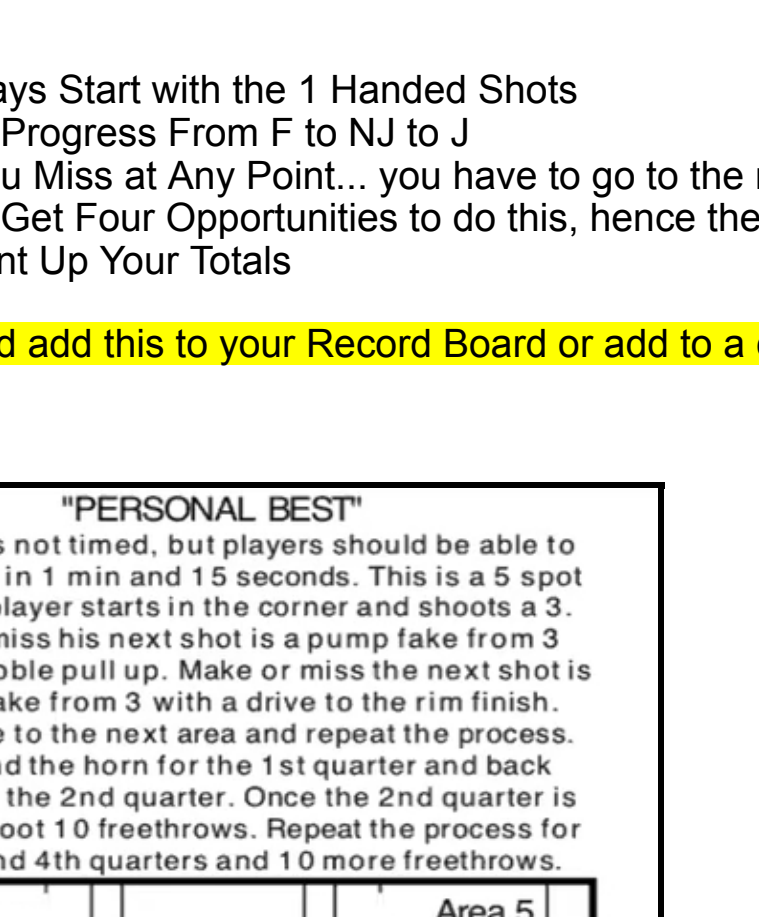 ays Start with the 1 Handed Shots
Progress From F to NJ to J
u Miss at Any Point... you have to go to the
Get Four Opportunities to do this, hence the
nt Up Your Totals
d add this to your Record Board or add to a
"PERSONAL BEST"
s not timed, but players should be able to
in 1 min and 15 seconds. This is a 5 spot
layer starts in the corner and shoots a 3.
miss his next shot is a pump fake from 3
bble pull up. Make or miss the next shot is
ake from 3 with a drive to the rim finish.
e to the next area and repeat the process.
nd the horn for the 1st quarter and back
the 2nd quarter. Once the 2nd quarter is
oot 10 freethrows. Repeat the process for
nd 4th quarters and 10 more freethrows.
Area 5